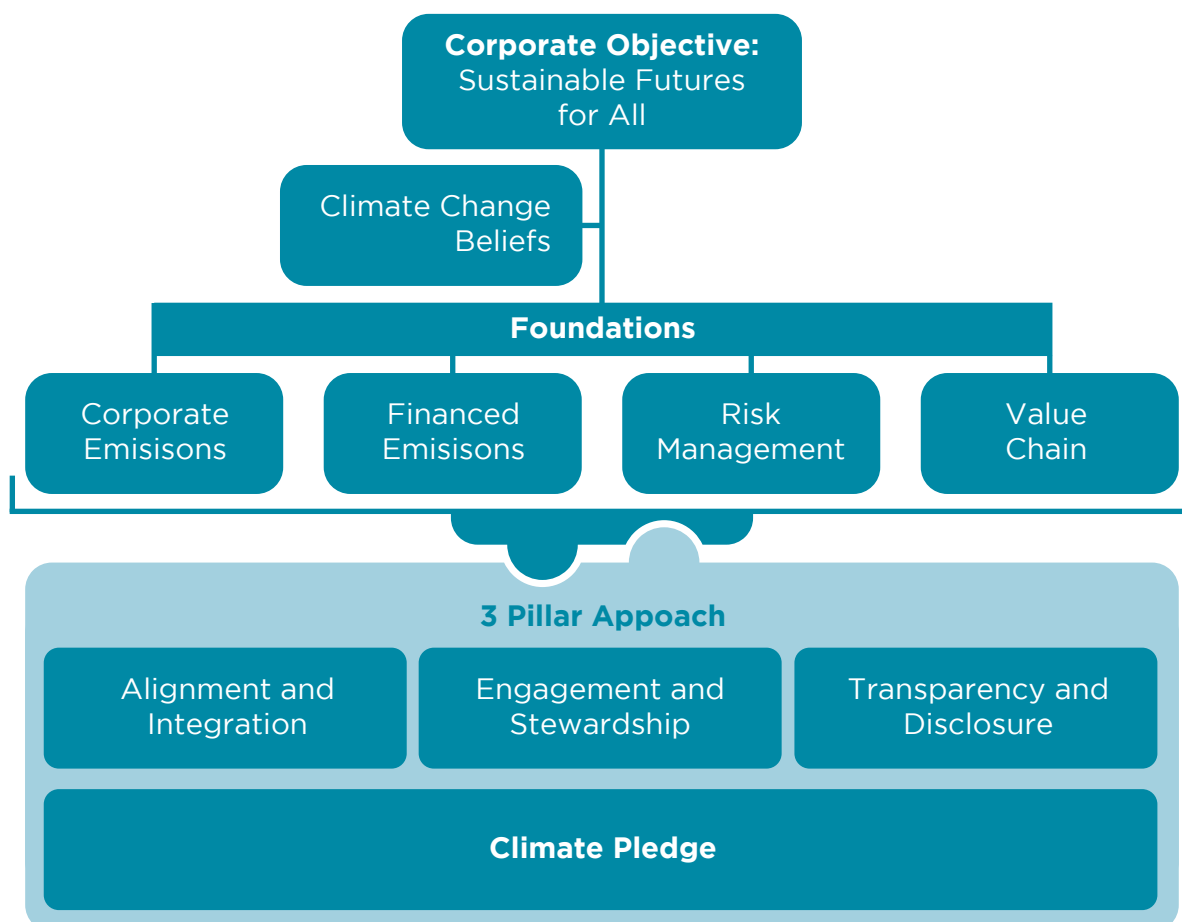 Corporate Objective:
Sustainable Futures
for All
Climate Change
Beliefs
Foundations
Corporate
Emisisons
Financed
Emisisons
Risk
Management
Value
Chain
3 Pillar Appoach
Alignment and
Integration
Engagement and
Stewardship
Transparency and
Disclosure
Climate Pledge